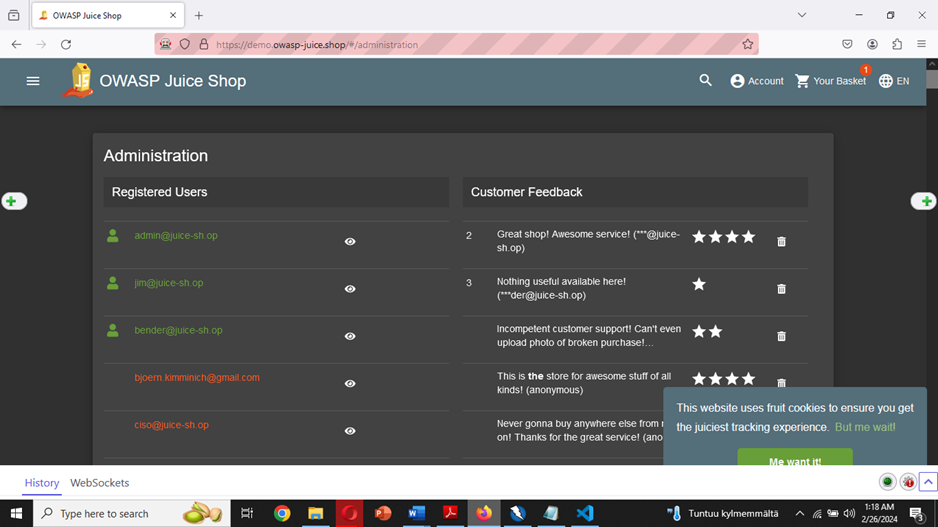 OWASP Juice Shop
https://demo.owasp-juice.shop/#/administration
OWASP Juice Shop
Account
Your Basket
1
EN
Administration
Registered Users
admin@juice-sh.op
jim@juice-sh.op
bender@juice-sh.op
bjoern.kimminich@gmail.com
ciso@juice-sh.op
Customer Feedback
2
Great shop! Awesome service! (***@juice-
sh.op)
3
Nothing useful available here!
(***der@juice-sh.op)
Incompetent customer support! Can't even
upload photo of broken purchase!…
This is the store for awesome stuff of all
kinds! (anonymous)
Never gonna buy anywhere else from
on! Thanks for the great service! (ano
This website uses fruit cookies to ensure you get
the juiciest tracking experience. But me wait!
Me want it!
History
WebSockets
Type here to search
Tuntuu kylmemmältä
1:18 AM
2/26/2024
3